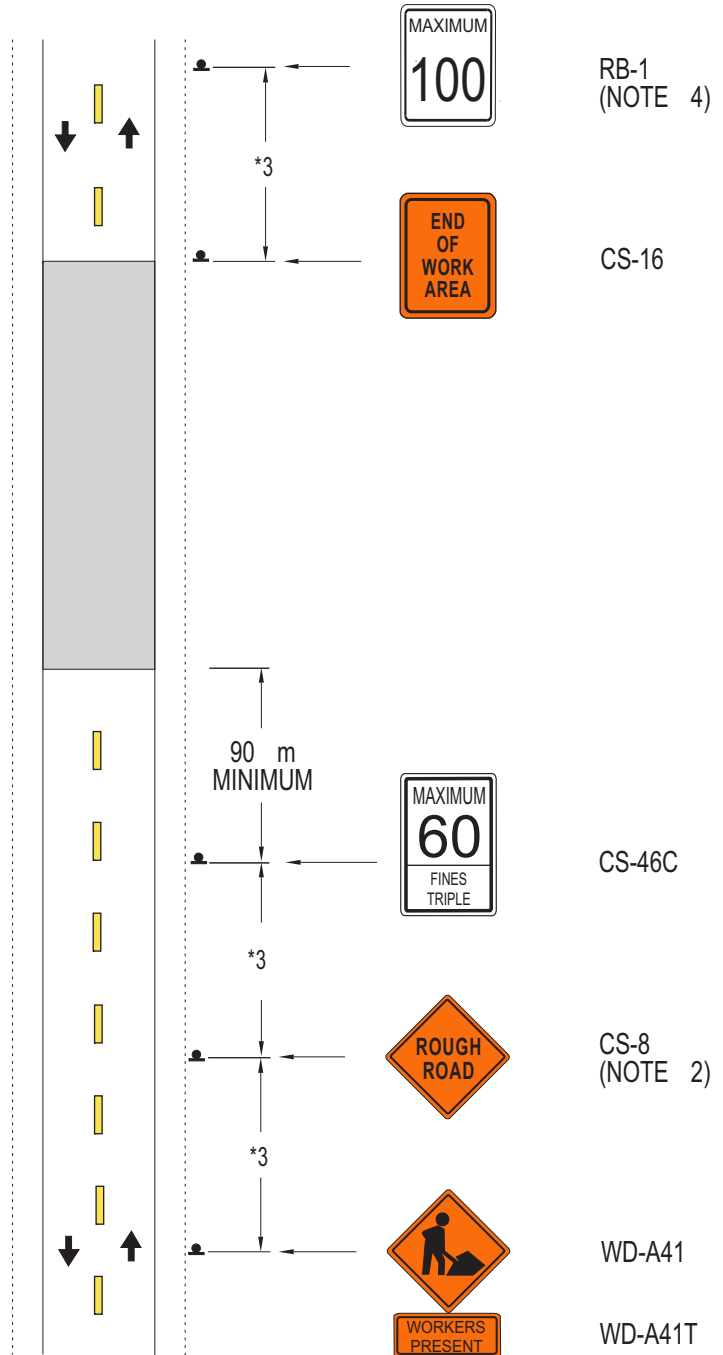 MAXIMUM
100
RB-1
(NOTE 4)
*3
END
OF
WORK
AREA
CS-16
90 m
MINIMUM
MAXIMUM
60
FINES
TRIPLE
CS-46C
*3
ROUGH
ROAD
CS-8
(NOTE 2)
*3
WD-A41
WORKERS
PRESENT
WD-A41T